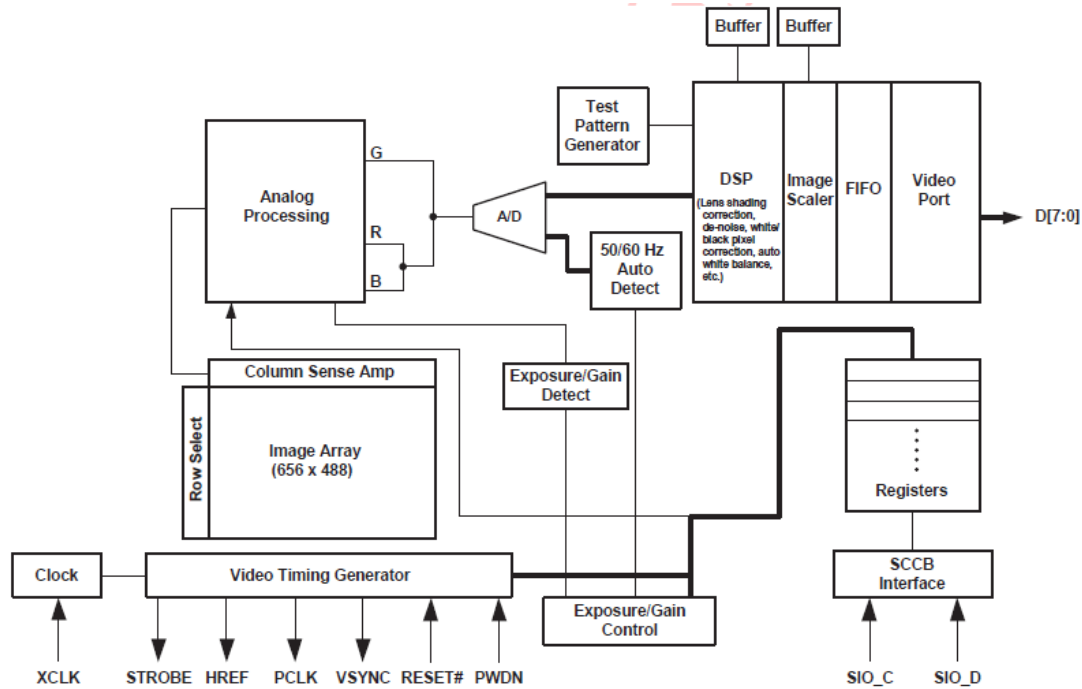 Buffer
Buffer
Test
Pattern
Generator
DSP
(Lens shading
correction,
de-noise, white/
black pixel
correction, auto
white balance,
etc.)
Image
Scaler
FIFO
Video
Port
D[7:0]
Analog
Processing
G
R
B
A/D
50/60 Hz
Auto
Detect
Column Sense Amp
Row Select
Image Array
(656 x 488)
Exposure/Gain
Detect
Registers
Clock
Video Timing Generator
Exposure/Gain
Control
SCCB
Interface
XCLK
STROBE
HREF
PCLK
VSYNC
RESET#
PWDN
SIO_C
SIO_D